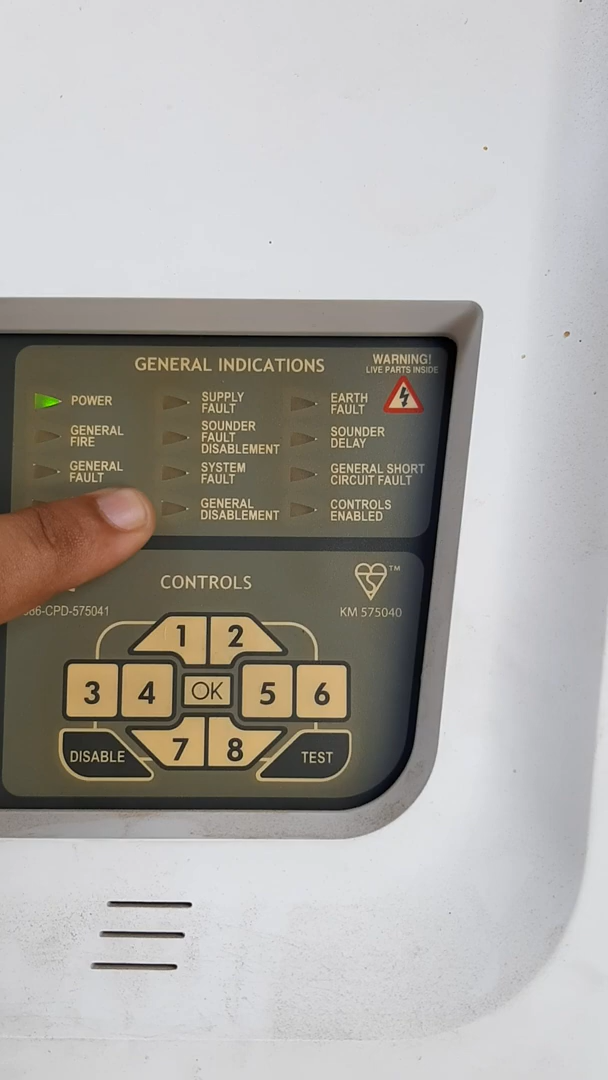 GENERAL INDICATIONS
WARNING!
LIVE PARTS INSIDE
POWER
SUPPLY
FAULT
EARTH
FAULT
GENERAL
FIRE
SOUNDER
FAULT
DISABLEMENT
SOUNDER
DELAY
GENERAL
FAULT
SYSTEM
FAULT
GENERAL SHORT
CIRCUIT FAULT
GENERAL
DISABLEMENT
CONTROLS
ENABLED
CONTROLS
TM
86-CPD-575041
KM 575040
1 2
3 4 OK 5 6
DISABLE 7 8 TEST